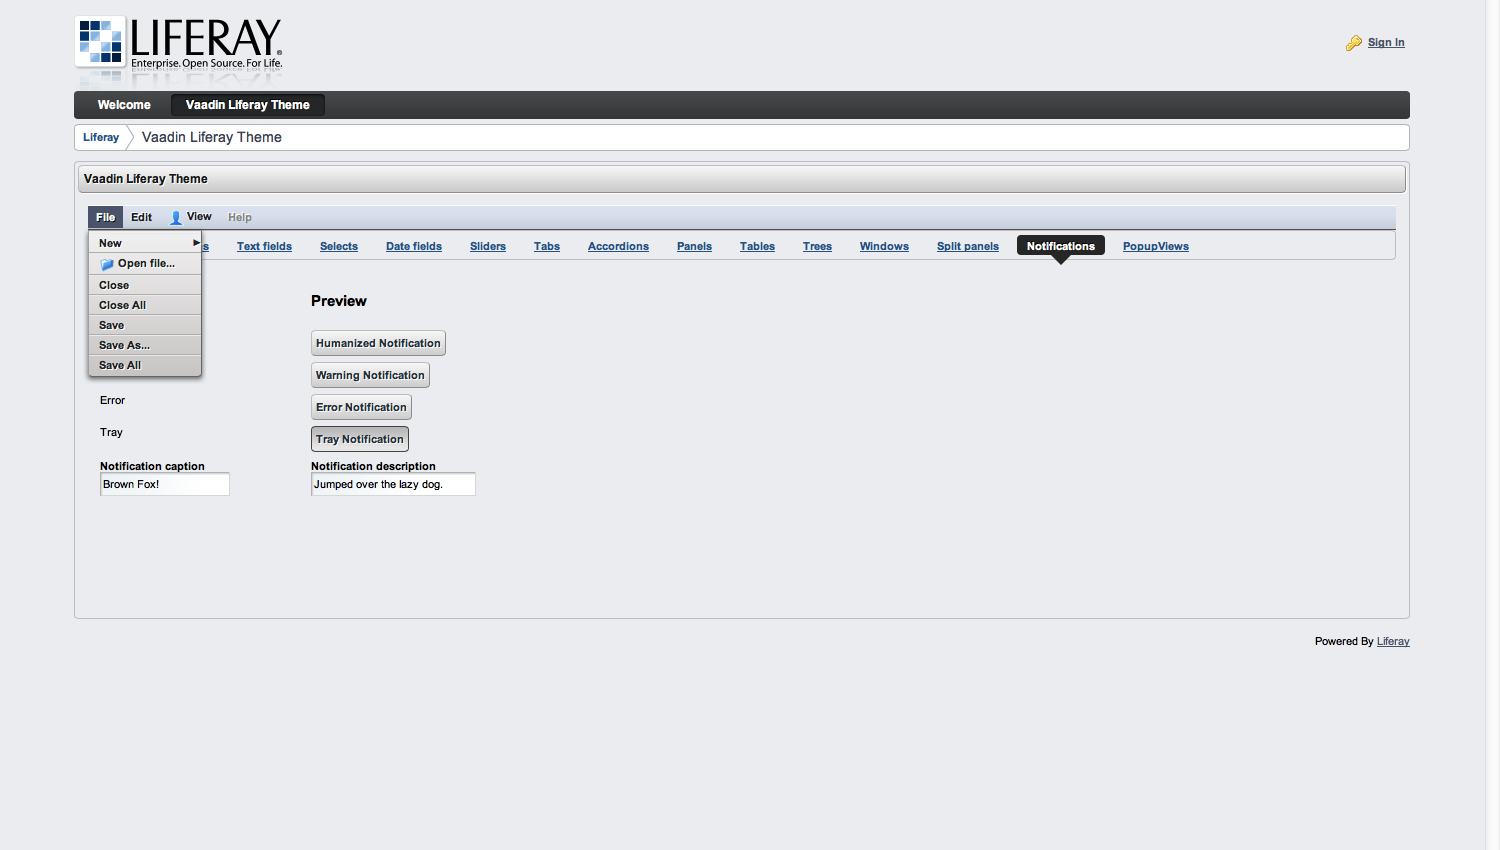 LIFERAY®
Enterprise. Open Source. For Life.
Sign In
Welcome Vaadin Liferay Theme
Liferay Vaadin Liferay Theme
Vaadin Liferay Theme
File Edit View Help
New
Open file...
Close
Close All
Save
Save As...
Save All
s Text fields Selects Date fields Sliders Tabs Accordions Panels Tables Trees Windows Split panels Notifications PopupViews
Preview
Humanized Notification
Warning Notification
Error Error Notification
Tray Tray Notification
Notification caption Notification description
Brown Fox! Jumped over the lazy dog.
Powered By Liferay